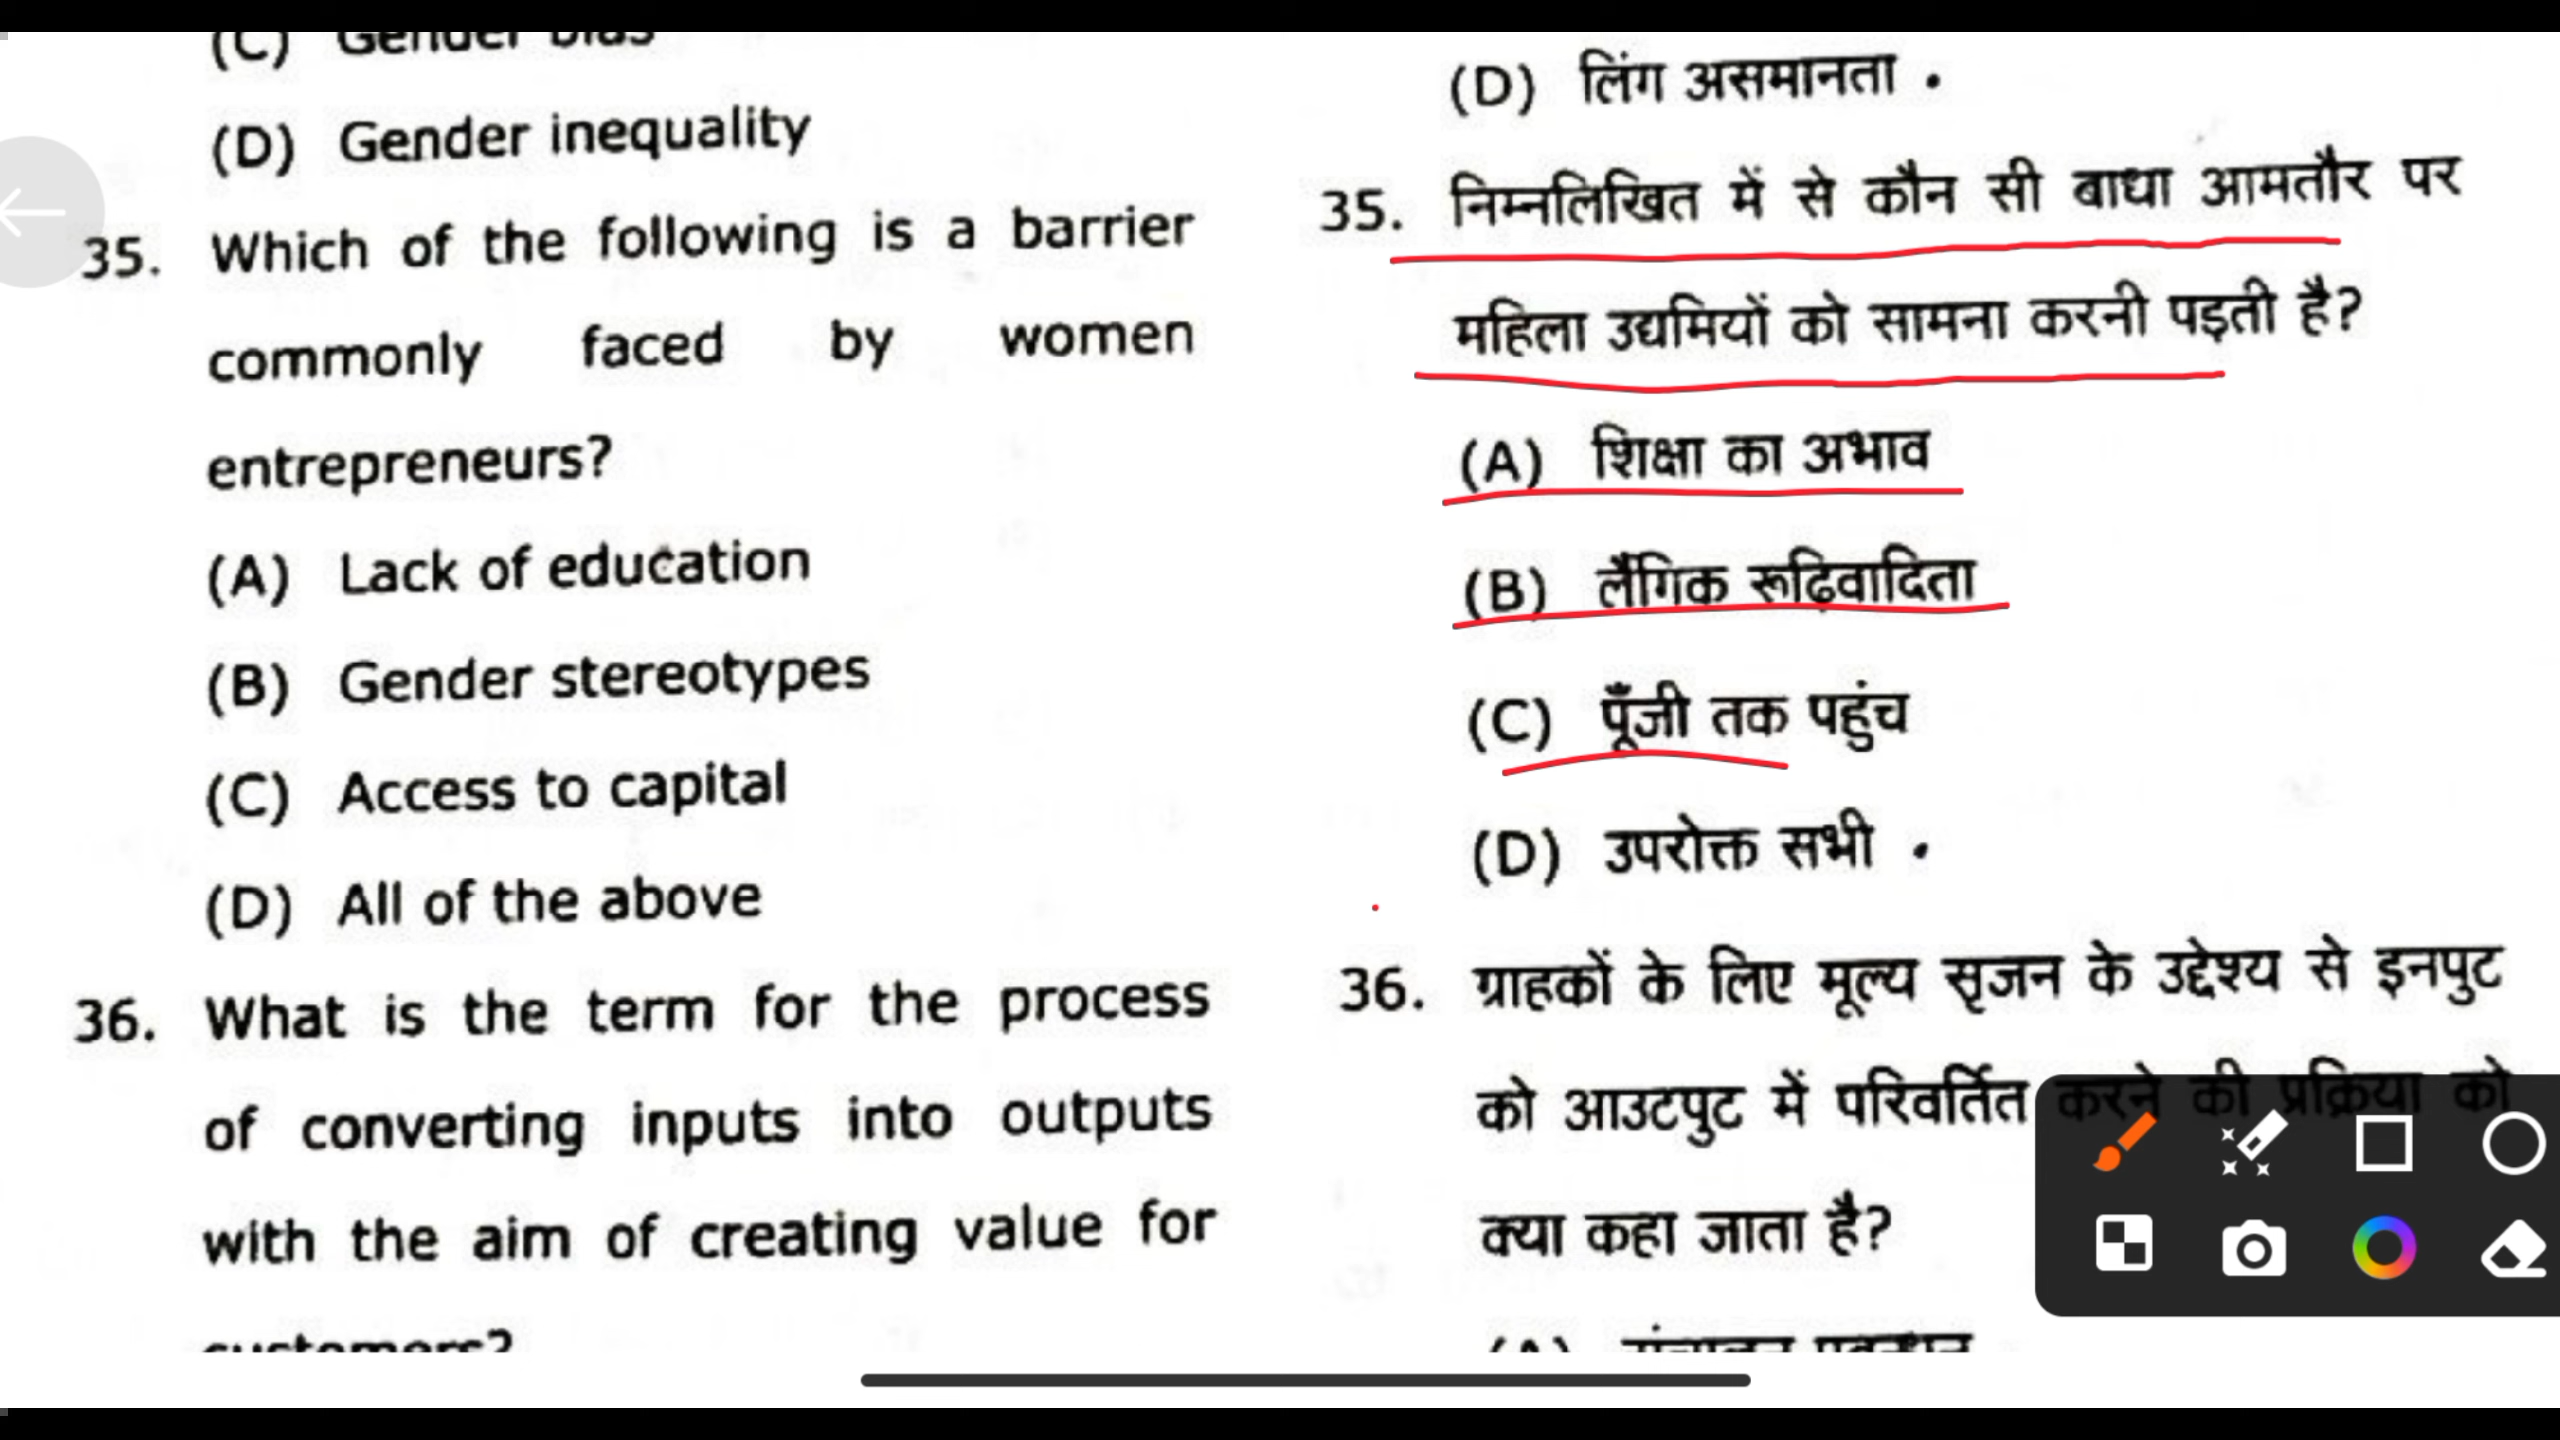 (C) Gender bias
(D) Gender inequality
35. Which of the following is a barrier
commonly faced by women
entrepreneurs?
(A) Lack of education
(B) Gender stereotypes
(C) Access to capital
(D) All of the above
36. What is the term for the process
of converting inputs into outputs
with the aim of creating value for
customers?
(D) लिंग असमानता .
35. निम्नलिखित में से कौन सी बाधा आमतौर पर
महिला उद्यमियों को सामना करनी पड़ती है?
(A) शिक्षा का अभाव
(B) लैंगिक रूढ़िवादिता
(C) पूँजी तक पहुंच
(D) उपरोक्त सभी .
36. ग्राहकों के लिए मूल्य सृजन के उद्देश्य से इनपुट
को आउटपुट में परिवर्तित करने की प्रक्रिया को
क्या कहा जाता है?
(A)